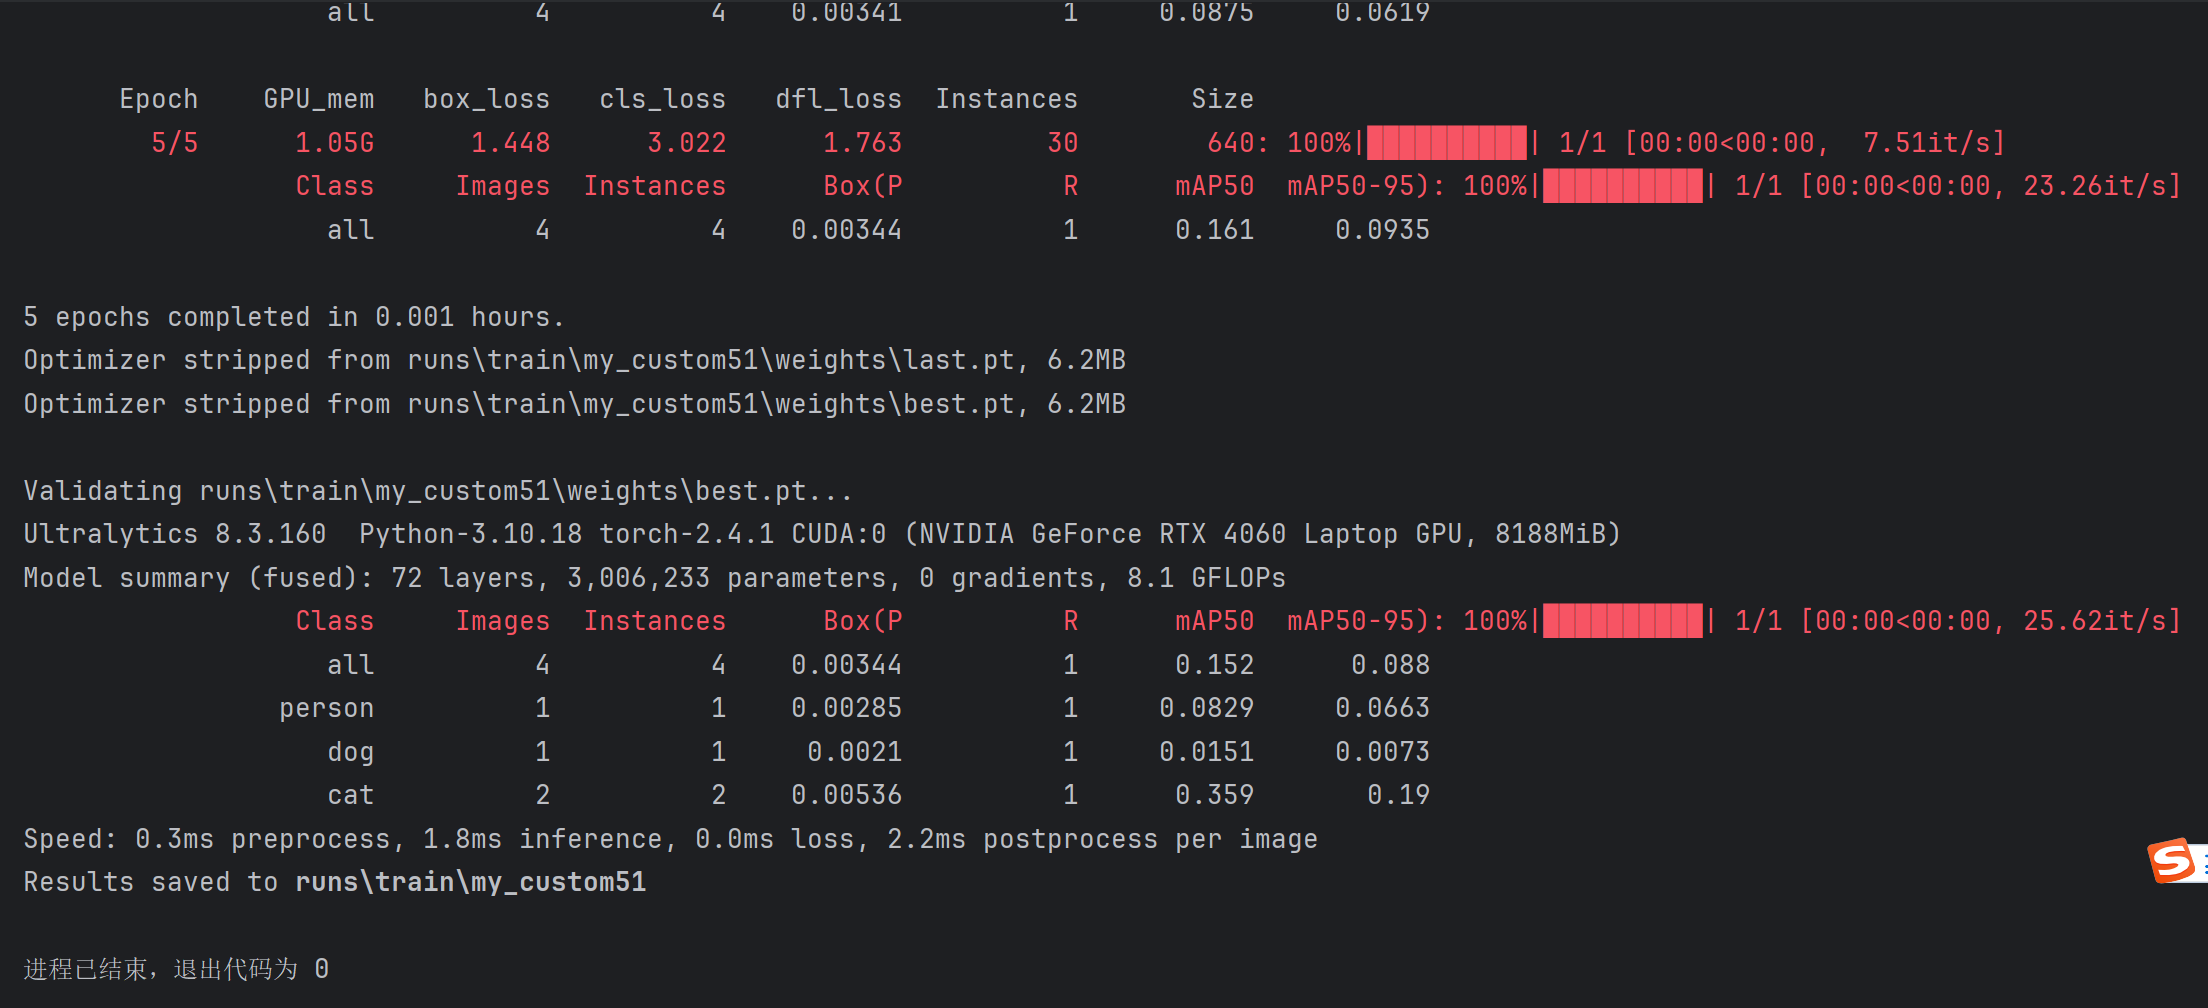 all 4 4 0.00341 1 0.0875 0.0619
Epoch GPU_mem box_loss cls_loss dfl_loss Instances Size
5/5 1.05G 1.448 3.022 1.763 30 640: 100%|██████████| 1/1 [00:00<00:00, 7.51it/s]
Class Images Instances Box(P R mAP50 mAP50-95): 100%|██████████| 1/1 [00:00<00:00, 23.26it/s]
all 4 4 0.00344 1 0.161 0.0935
5 epochs completed in 0.001 hours.
Optimizer stripped from runs\train\my_custom51\weights\last.pt, 6.2MB
Optimizer stripped from runs\train\my_custom51\weights\best.pt, 6.2MB
Validating runs\train\my_custom51\weights\best.pt...
Ultralytics 8.3.160 Python-3.10.18 torch-2.4.1 CUDA:0 (NVIDIA GeForce RTX 4060 Laptop GPU, 8188MiB)
Model summary (fused): 72 layers, 3,006,233 parameters, 0 gradients, 8.1 GFLOPs
Class Images Instances Box(P R mAP50 mAP50-95): 100%|██████████| 1/1 [00:00<00:00, 25.62it/s]
all 4 4 0.00344 1 0.152 0.088
person 1 1 0.00285 1 0.0829 0.0663
dog 1 1 0.0021 1 0.0151 0.0073
cat 2 2 0.00536 1 0.359 0.19
Speed: 0.3ms preprocess, 1.8ms inference, 0.0ms loss, 2.2ms postprocess per image
Results saved to runs\train\my_custom51
进程已结束，退出代码为 0